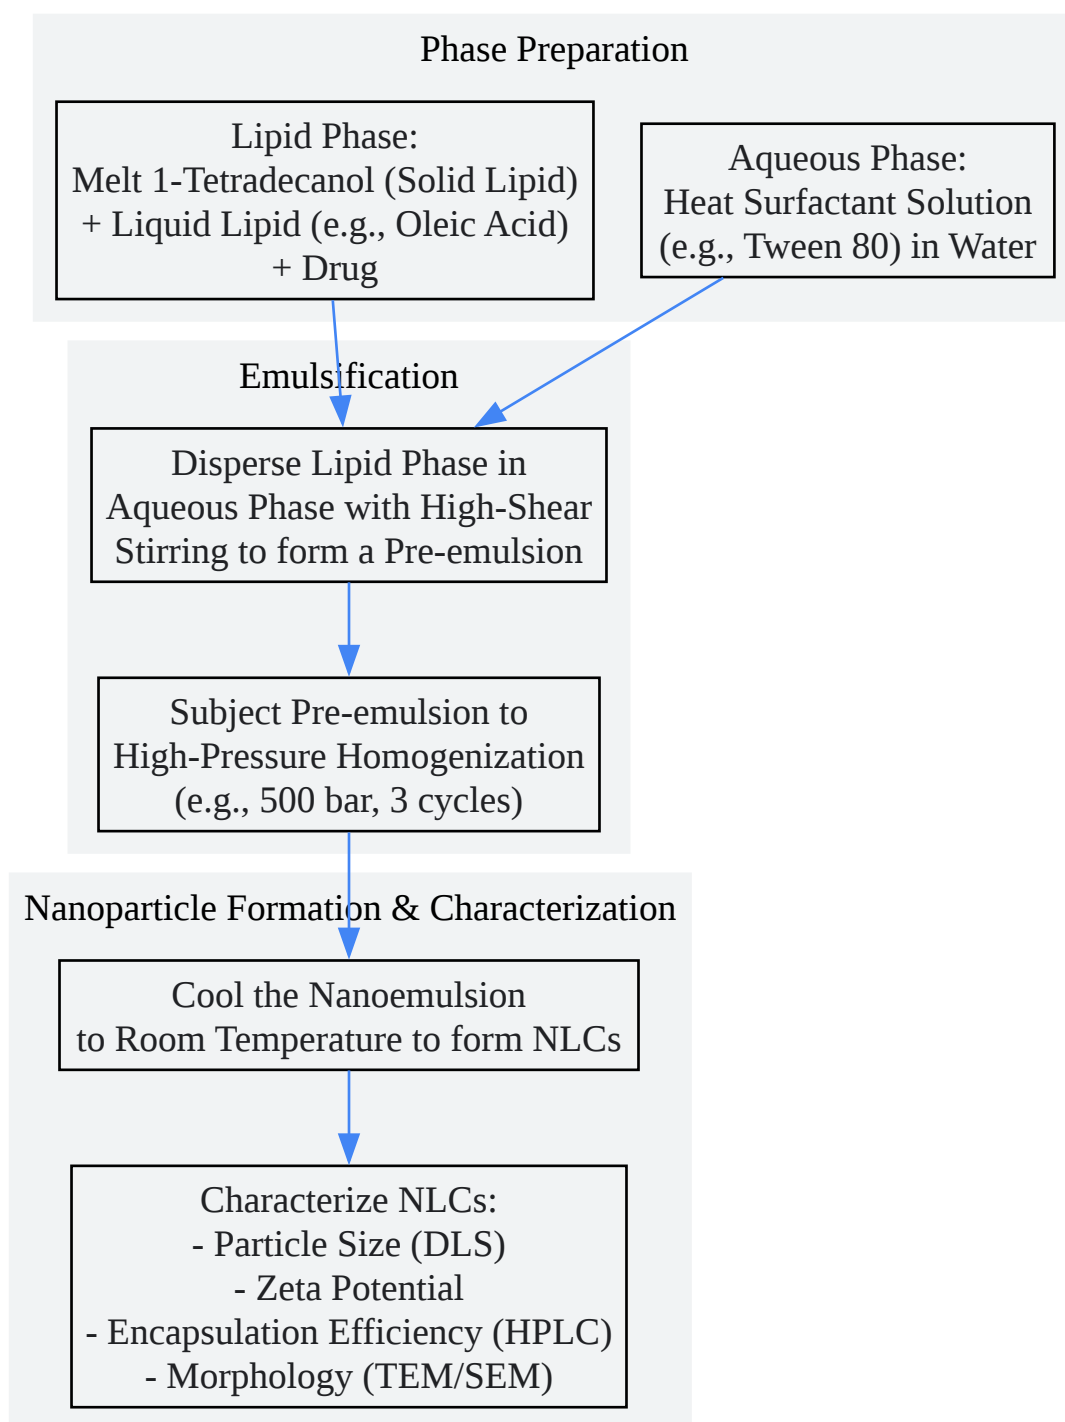 Phase Preparation
Lipid Phase:
Melt 1-Tetradecanol (Solid Lipid)
+ Liquid Lipid (e.g., Oleic Acid)
+ Drug
Aqueous Phase:
Heat Surfactant Solution
(e.g., Tween 80) in Water
Emulsification
Disperse Lipid Phase in
Aqueous Phase with High-Shear
Stirring to form a Pre-emulsion
Subject Pre-emulsion to
High-Pressure Homogenization
(e.g., 500 bar, 3 cycles)
Nanoparticle Formation & Characterization
Cool the Nanoemulsion
to Room Temperature to form NLCs
Characterize NLCs:
- Particle Size (DLS)
- Zeta Potential
- Encapsulation Efficiency (HPLC)
- Morphology (TEM/SEM)